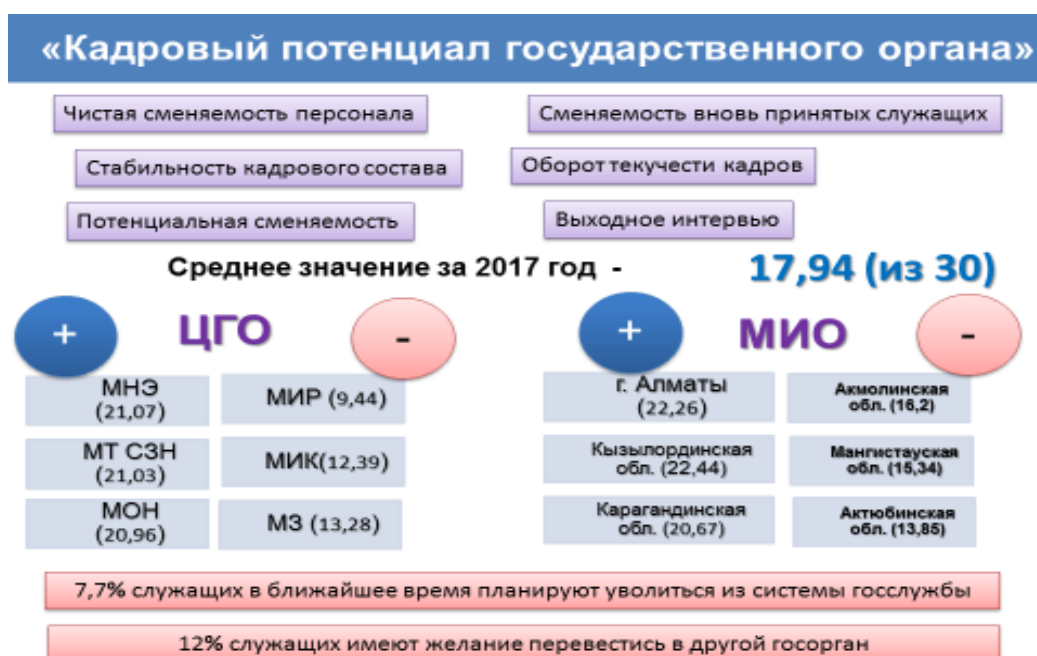 «Кадровый потенциал государственного органа»
Чистая сменяемость персонала
Сменяемость вновь принятых служащих
Стабильность кадрового состава
Оборот текучести кадров
Потенциальная сменяемость
Выходное интервью
Среднее значение за 2017 год -
17,94 (из 30)
+
ЦГО
-
+
МИО
-
МНЭ
(21,07)
МИР (9,44)
г. Алматы
(22,26)
Акмолинская
обл. (16,2)
МТ СЗН
(21,03)
МИК(12,39)
Кызылординская
обл. (22,44)
Мангистауская
обл. (15,34)
МОН
(20,96)
МЗ (13,28)
Карагандинская
обл. (20,67)
Актюбинская
обл. (13,85)
7,7% служащих в ближайшее время планируют уволиться из системы госслужбы
12% служащих имеют желание перевестись в другой госорган